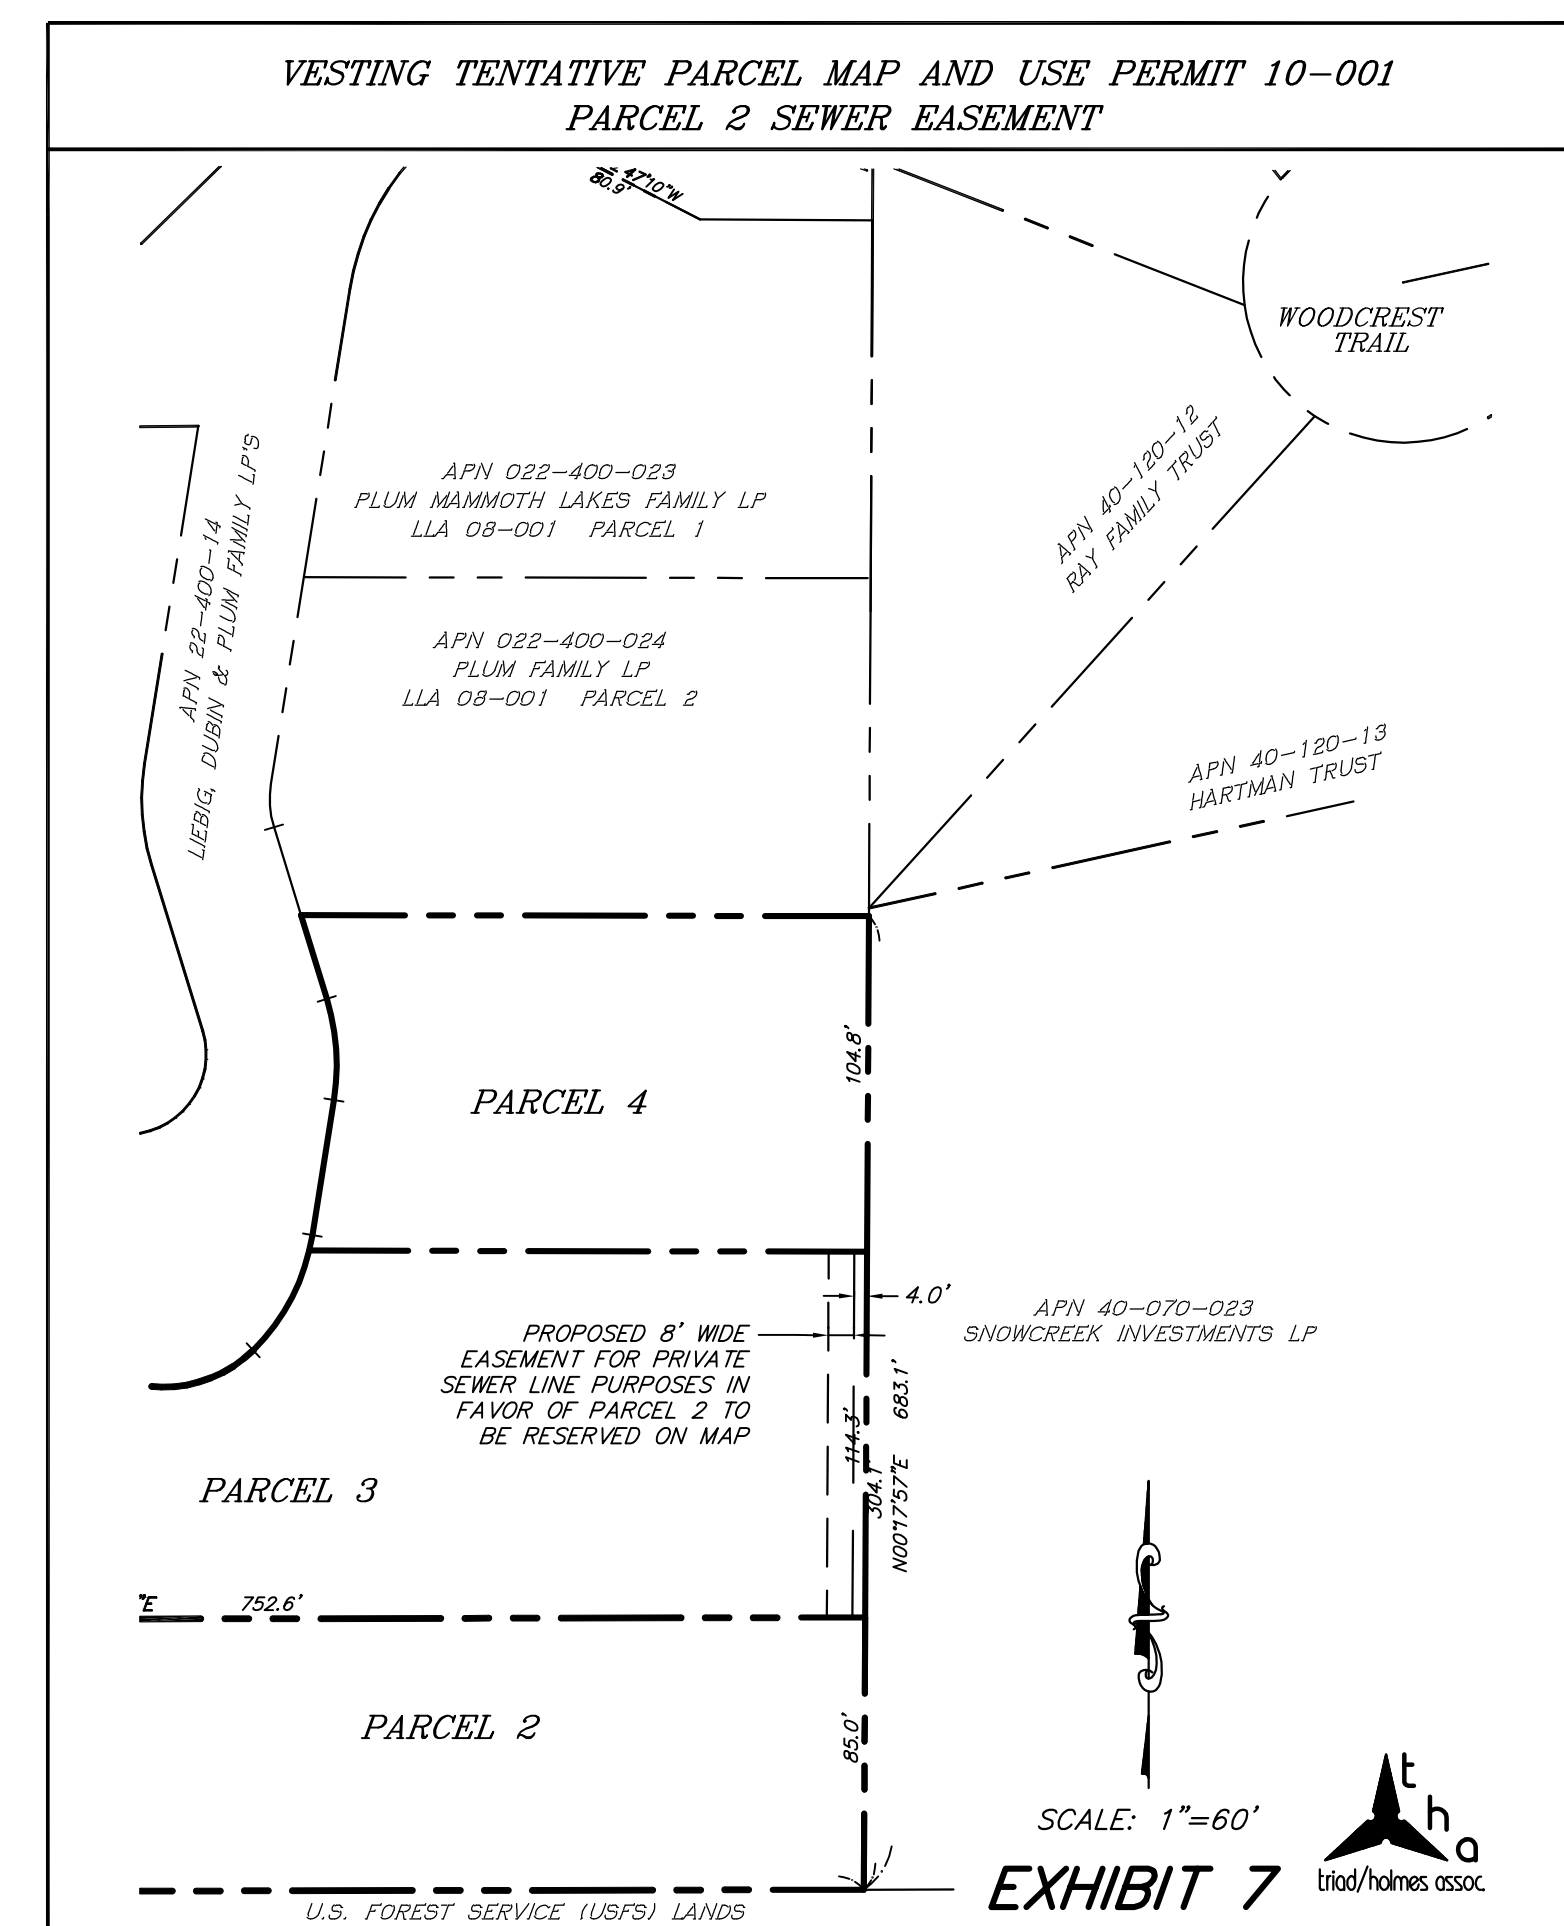 VESTING TENTATIVE PARCEL MAP AND USE PERMIT 10-001
PARCEL 2 SEWER EASEMENT
47'10"W
80.9'
WOODCREST
TRAIL
APN 22-400-14
LIEBIG, DUBIN & PLUM FAMILY LP'S
APN 022-400-023
PLUM MAMMOTH LAKES FAMILY LP
LLA 08-001 PARCEL 1
APN 40-120-12
RAY FAMILY TRUST
APN 022-400-024
PLUM FAMILY LP
LLA 08-001 PARCEL 2
APN 40-120-13
HARTMAN TRUST
104.8'
PARCEL 4
4.0'
APN 40-070-023
SNOWCREEK INVESTMENTS LP
PROPOSED 8' WIDE
EASEMENT FOR PRIVATE
SEWER LINE PURPOSES IN
FAVOR OF PARCEL 2 TO
BE RESERVED ON MAP
114.3'
304.1'
N00°17'57"E 683.1'
PARCEL 3
"E 752.6'
PARCEL 2
85.0'
SCALE: 1"=60'
EXHIBIT 7
t
h
a
triad/holmes assoc.
U.S. FOREST SERVICE (USFS) LANDS